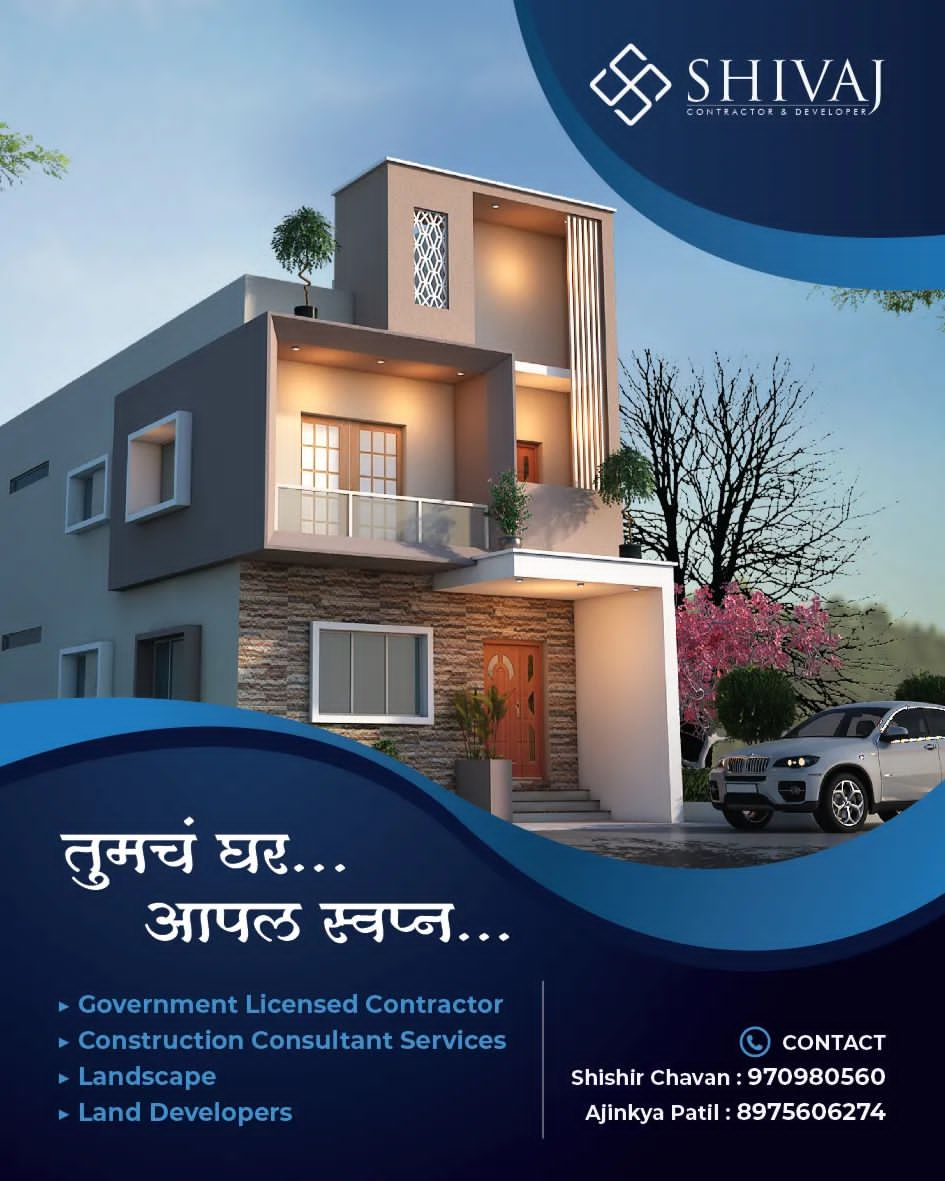 SHIVAJ
CONTRACTOR & DEVELOPER
तुमचं घर...
आपल स्वप्न...
▸ Government Licensed Contractor
▸ Construction Consultant Services
▸ Landscape
▸ Land Developers
CONTACT
Shishir Chavan : 970980560
Ajinkya Patil : 8975606274